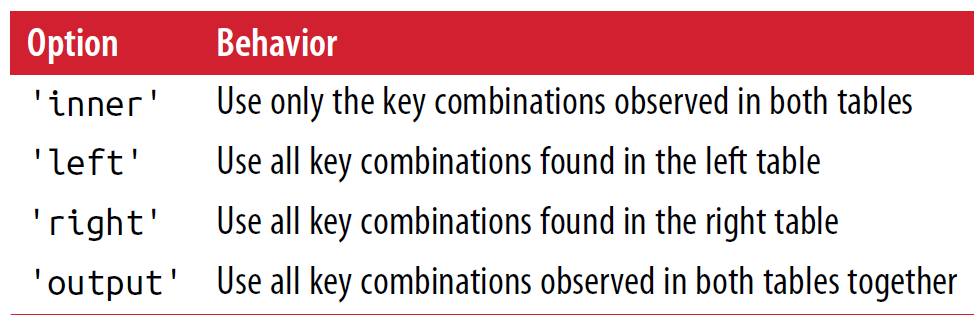 Option Behavior
'inner' Use only the key combinations observed in both tables
'left' Use all key combinations found in the left table
'right' Use all key combinations found in the right table
'output' Use all key combinations observed in both tables together